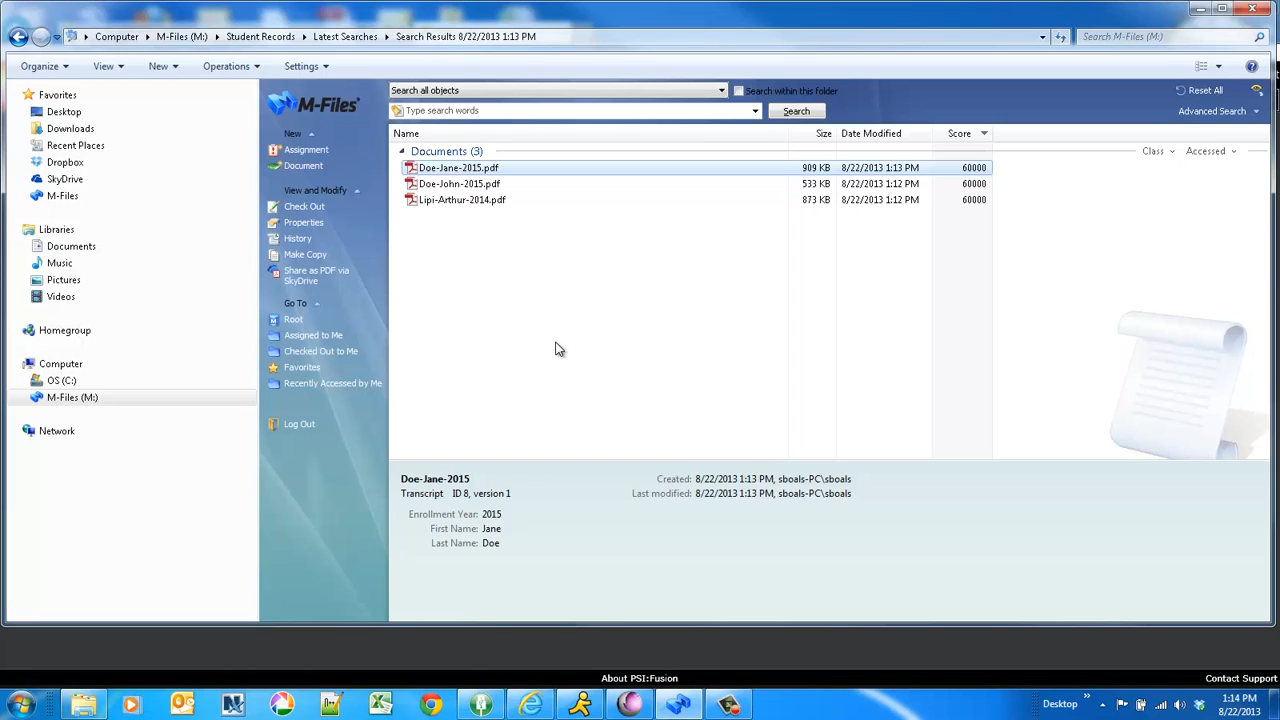 Computer ▸ M-Files (M:) ▸ Student Records ▸ Latest Searches ▸ Search Results 8/22/2013 1:13 PM
Search M-Files (M:)
Organize View New Operations Settings
Favorites
Desktop
Downloads
Recent Places
Dropbox
SkyDrive
M-Files
Libraries
Documents
Music
Pictures
Videos
Homegroup
Computer
OS (C:)
M-Files (M:)
Network
M-Files
New
Assignment
Document
View and Modify
Check Out
Properties
History
Make Copy
Share as PDF via
SkyDrive
Go To
Root
Assigned to Me
Checked Out to Me
Favorites
Recently Accessed by Me
Log Out
Search all objects
Search within this folder
Reset All
Type search words
Search
Advanced Search
Name Size Date Modified Score
Documents (3)
Class Accessed
Doe-Jane-2015.pdf 909 KB 8/22/2013 1:13 PM 60000
Doe-John-2015.pdf 533 KB 8/22/2013 1:12 PM 60000
Lipi-Arthur-2014.pdf 873 KB 8/22/2013 1:12 PM 60000
Doe-Jane-2015
Transcript ID 8, version 1
Created: 8/22/2013 1:13 PM, sboals-PC\sboals
Last modified: 8/22/2013 1:13 PM, sboals-PC\sboals
Enrollment Year: 2015
First Name: Jane
Last Name: Doe
About PSI:Fusion
Contact Support
Desktop
1:14 PM
8/22/2013